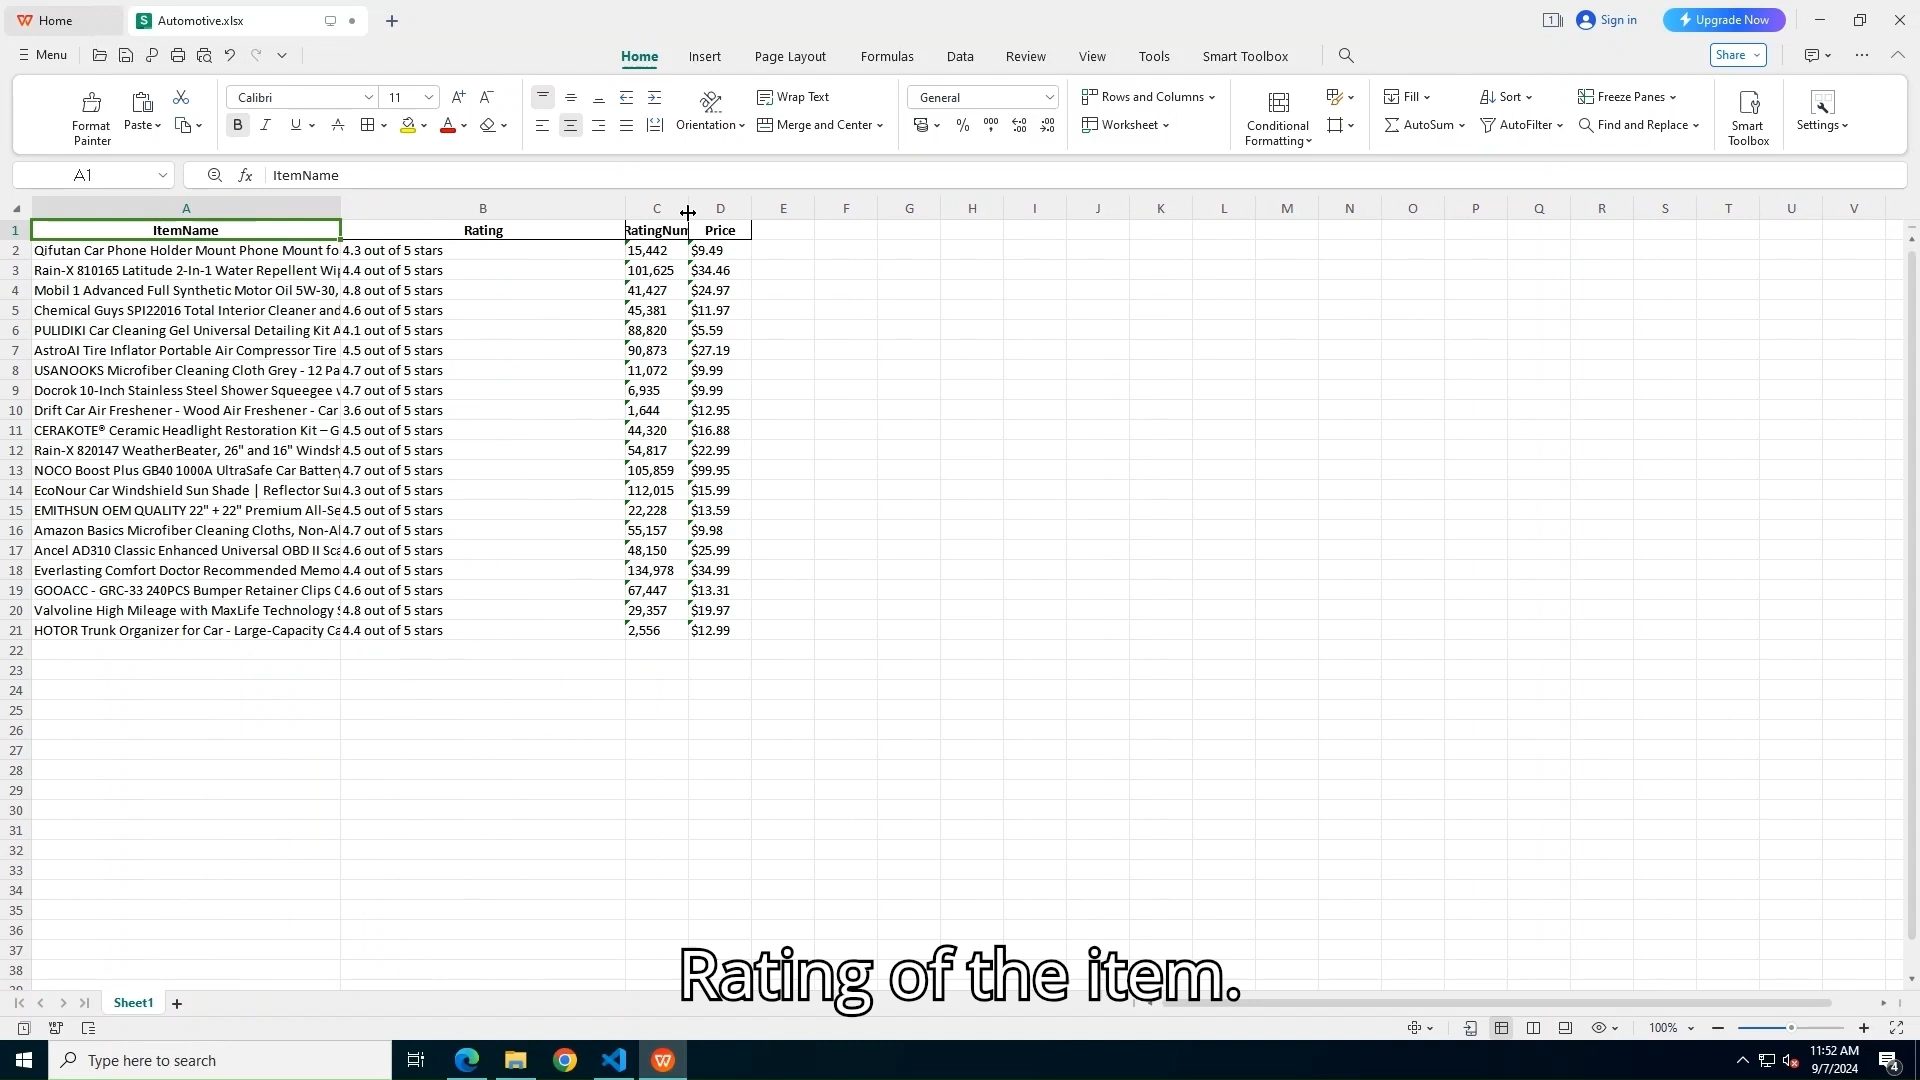 Home
Automotive.xlsx
Sign in
Upgrade Now
Menu
Home Insert Page Layout Formulas Data Review View Tools Smart Toolbox
Share
Format Painter
Paste
Calibri
11
Orientation
Wrap Text
Merge and Center
General
Rows and Columns
Worksheet
Conditional Formatting
Fill
AutoSum
Sort
AutoFilter
Freeze Panes
Find and Replace
Smart Toolbox
Settings
A1
fx
ItemName
A B C D E F G H I J K L M N O P Q R S T U V
1 ItemName Rating RatingNum Price
2 Qifutan Car Phone Holder Mount Phone Mount fo 4.3 out of 5 stars 15,442 $9.49
3 Rain-X 810165 Latitude 2-In-1 Water Repellent Wi 4.4 out of 5 stars 101,625 $34.46
4 Mobil 1 Advanced Full Synthetic Motor Oil 5W-30, 4.8 out of 5 stars 41,427 $24.97
5 Chemical Guys SPI22016 Total Interior Cleaner and 4.6 out of 5 stars 45,381 $11.97
6 PULIDIKI Car Cleaning Gel Universal Detailing Kit A 4.1 out of 5 stars 88,820 $5.59
7 AstroAI Tire Inflator Portable Air Compressor Tire 4.5 out of 5 stars 90,873 $27.19
8 USANOOKS Microfiber Cleaning Cloth Grey - 12 Pa 4.7 out of 5 stars 11,072 $9.99
9 Docrok 10-Inch Stainless Steel Shower Squeegee 4.7 out of 5 stars 6,935 $9.99
10 Drift Car Air Freshener - Wood Air Freshener - Car 3.6 out of 5 stars 1,644 $12.95
11 CERAKOTE® Ceramic Headlight Restoration Kit – G 4.5 out of 5 stars 44,320 $16.88
12 Rain-X 820147 WeatherBeater, 26" and 16" Windsh 4.5 out of 5 stars 54,817 $22.99
13 NOCO Boost Plus GB40 1000A UltraSafe Car Battery 4.7 out of 5 stars 105,859 $99.95
14 EcoNour Car Windshield Sun Shade | Reflector Su 4.3 out of 5 stars 112,015 $15.99
15 EMITHSUN OEM QUALITY 22" + 22" Premium All-Se 4.5 out of 5 stars 22,228 $13.59
16 Amazon Basics Microfiber Cleaning Cloths, Non-A 4.7 out of 5 stars 55,157 $9.98
17 Ancel AD310 Classic Enhanced Universal OBD II Sca 4.6 out of 5 stars 48,150 $25.99
18 Everlasting Comfort Doctor Recommended Memo 4.4 out of 5 stars 134,978 $34.99
19 GOOACC - GRC-33 240PCS Bumper Retainer Clips C 4.6 out of 5 stars 67,447 $13.31
20 Valvoline High Mileage with MaxLife Technology S 4.8 out of 5 stars 29,357 $19.97
21 HOTOR Trunk Organizer for Car - Large-Capacity Ca 4.4 out of 5 stars 2,556 $12.99
22
23
24
25
26
27
28
29
30
31
32
33
34
35
36
37
38
39
Rating of the item.
Sheet1
100%
Type here to search
11:52 AM
9/7/2024
4